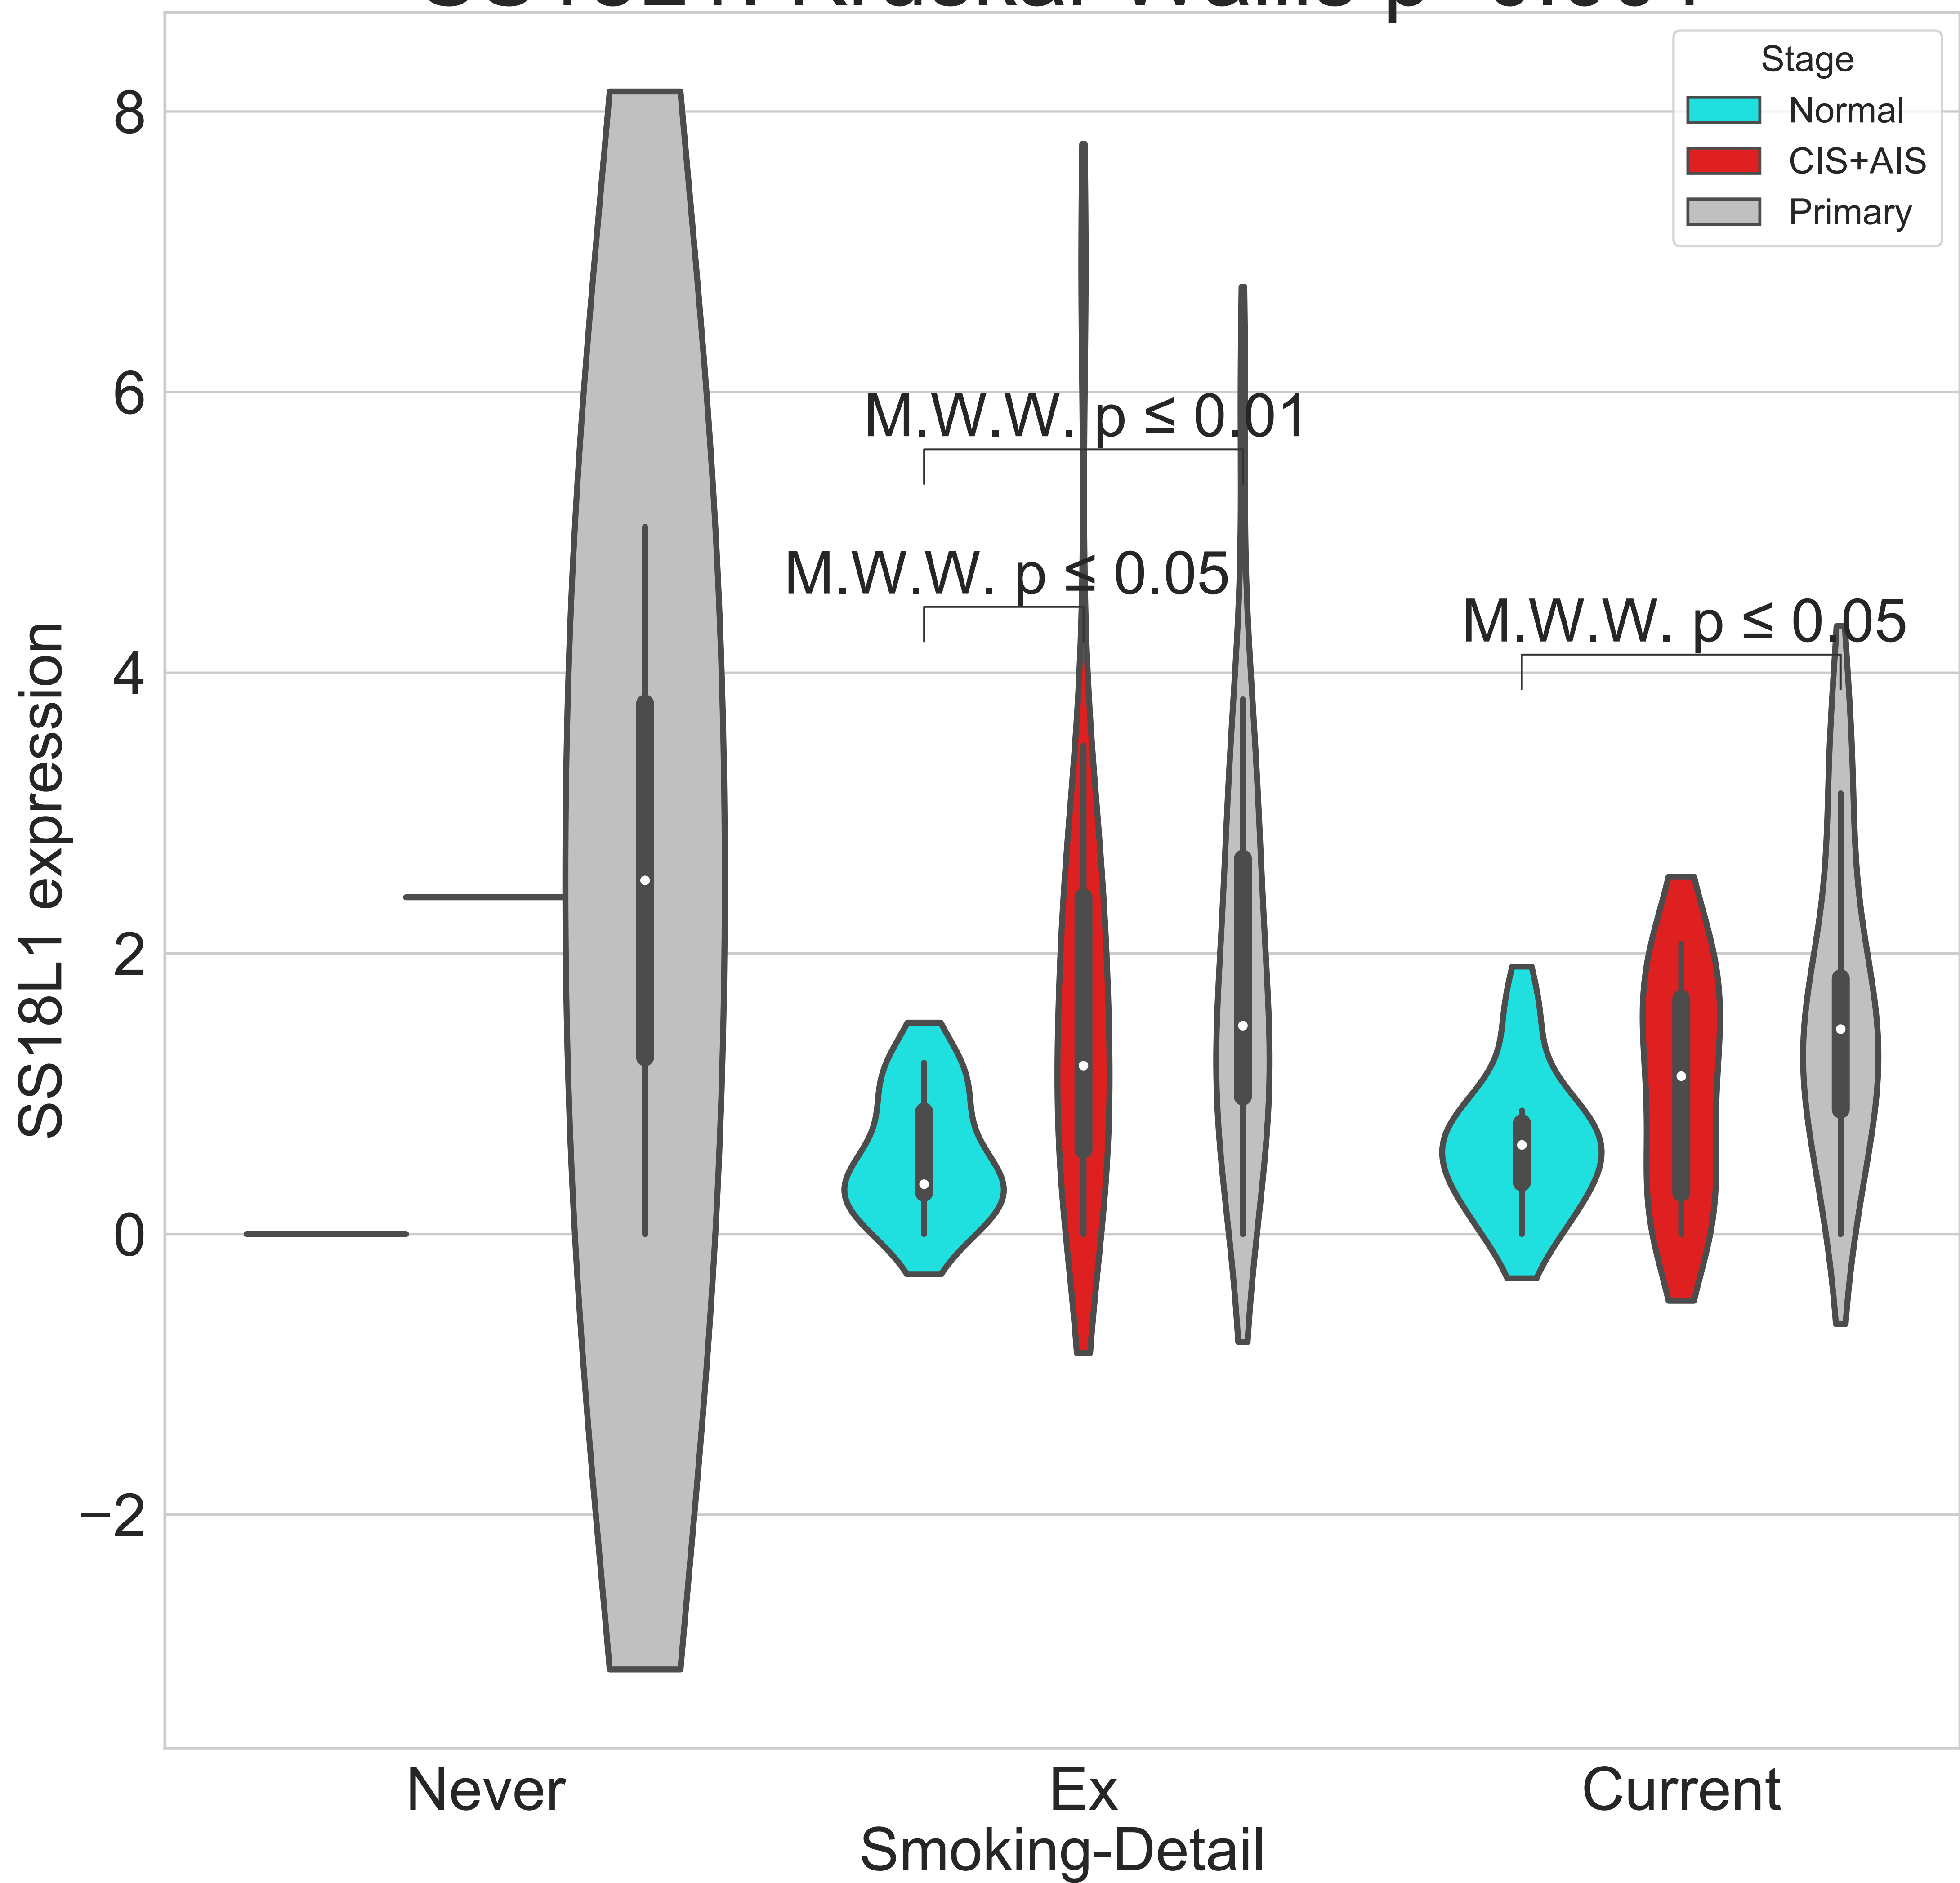 Stage
Normal
CIS+AIS
Primary
8
6
4
2
0
−2
SS18L1 expression
M.W.W. p ≤ 0.01
M.W.W. p ≤ 0.05
M.W.W. p ≤ 0.05
Never
Ex
Current
Smoking-Detail